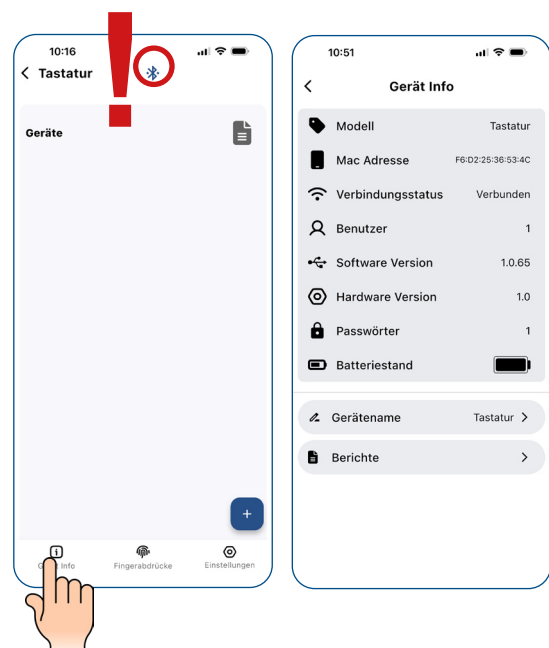 10:16
Tastatur
Geräte
+
Gerät Info
Fingerabdrücke
Einstellungen
10:51
Gerät Info
Modell Tastatur
Mac Adresse F6:D2:25:36:53:4C
Verbindungsstatus Verbunden
Benutzer 1
Software Version 1.0.65
Hardware Version 1.0
Passwörter 1
Batteriestand
Gerätename Tastatur
Berichte